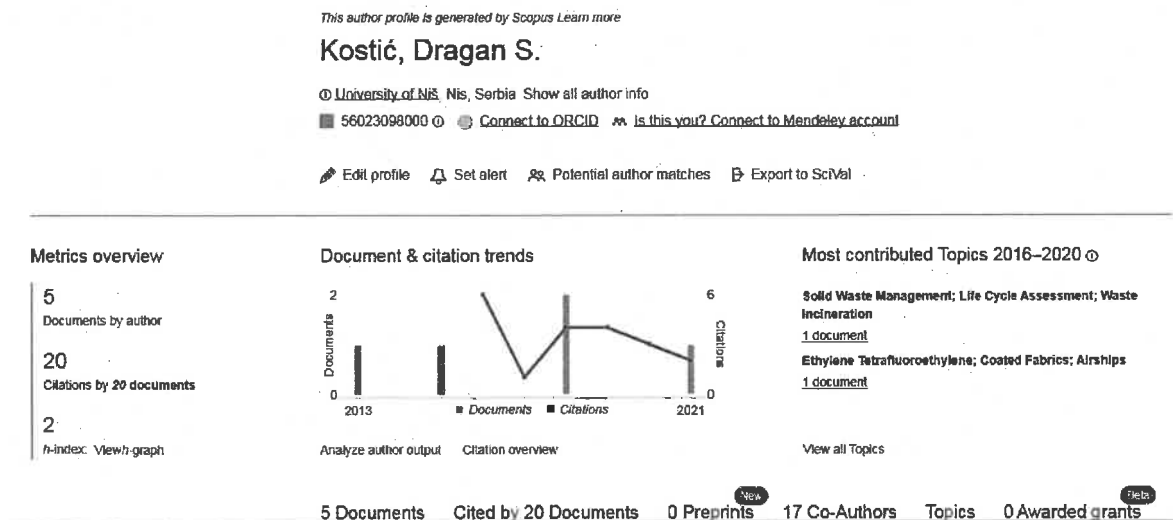 This author profile is generated by Scopus Learn more
Kostić, Dragan S.
University of Niš, Nis, Serbia Show all author info
56023098000 Connect to ORCID Is this you? Connect to Mendeley account
Edit profile Set alert Potential author matches Export to SciVal
Metrics overview
5
Documents by author
20
Citations by 20 documents
2
h-index: View h-graph
Document & citation trends
2
6
Documents
Citations
0
0
2013
Documents Citations
2021
Analyze author output Citation overview
Most contributed Topics 2016–2020
Solid Waste Management; Life Cycle Assessment; Waste
Incineration
1 document
Ethylene Tetrafluoroethylene; Coated Fabrics; Airships
1 document
View all Topics
New
Beta
5 Documents Cited by 20 Documents 0 Preprints 17 Co-Authors Topics 0 Awarded grants